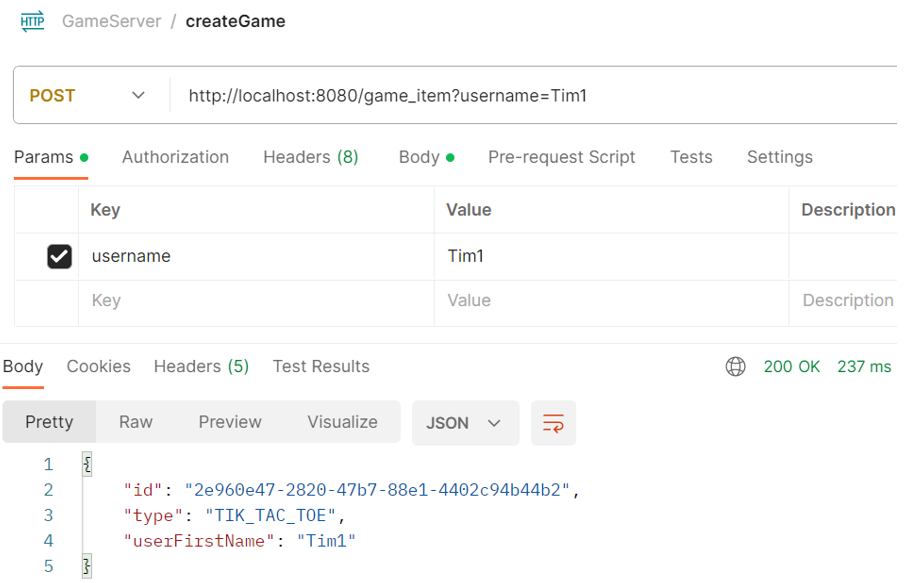 HTTP GameServer / createGame
POST http://localhost:8080/game_item?username=Tim1
Params Authorization Headers (8) Body Pre-request Script Tests Settings
Key Value Description
username Tim1
Key Value Description
Body Cookies Headers (5) Test Results 200 OK 237 ms
Pretty Raw Preview Visualize JSON
1 {
2 "id": "2e960e47-2820-47b7-88e1-4402c94b44b2",
3 "type": "TIK_TAC_TOE",
4 "userFirstName": "Tim1"
5 }